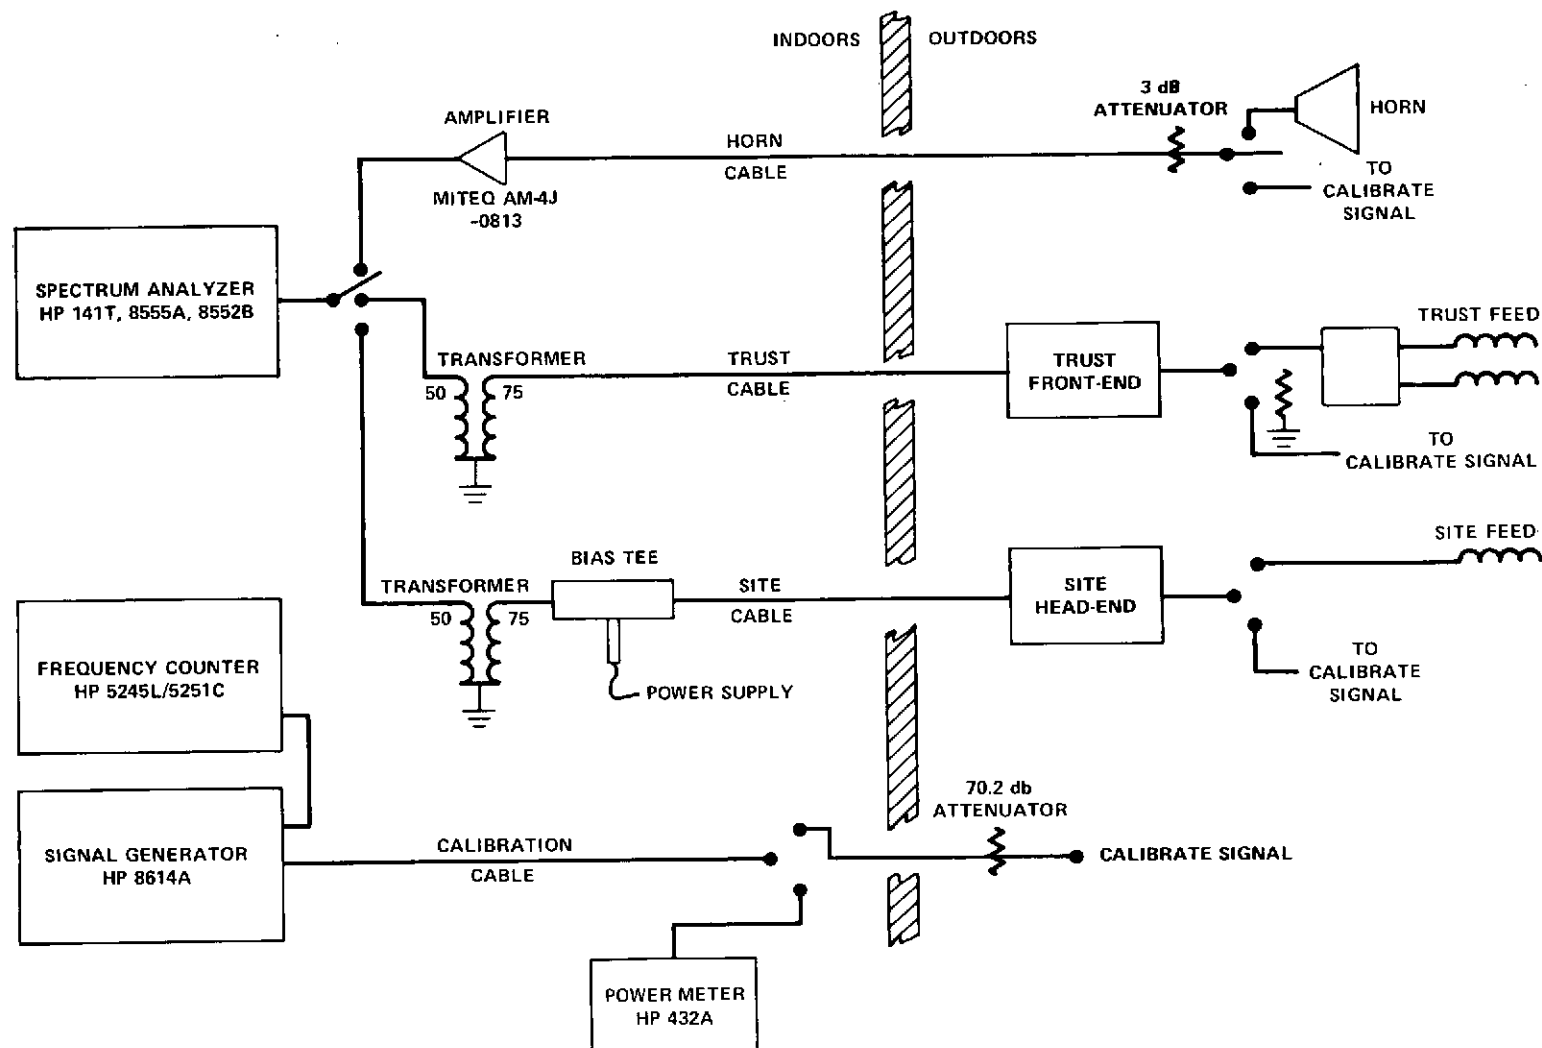 INDOORS
OUTDOORS
3 dB
ATTENUATOR
HORN
AMPLIFIER
HORN
CABLE
MITEQ AM-4J
-0813
TO
CALIBRATE
SIGNAL
SPECTRUM ANALYZER
HP 141T, 8555A, 8552B
TRANSFORMER
50
75
TRUST
CABLE
TRUST
FRONT-END
TRUST FEED
TO
CALIBRATE SIGNAL
BIAS TEE
TRANSFORMER
50
75
SITE
CABLE
SITE
HEAD-END
SITE FEED
TO
CALIBRATE
SIGNAL
POWER SUPPLY
FREQUENCY COUNTER
HP 5245L/5251C
70.2 db
ATTENUATOR
SIGNAL GENERATOR
HP 8614A
CALIBRATION
CABLE
CALIBRATE SIGNAL
POWER METER
HP 432A